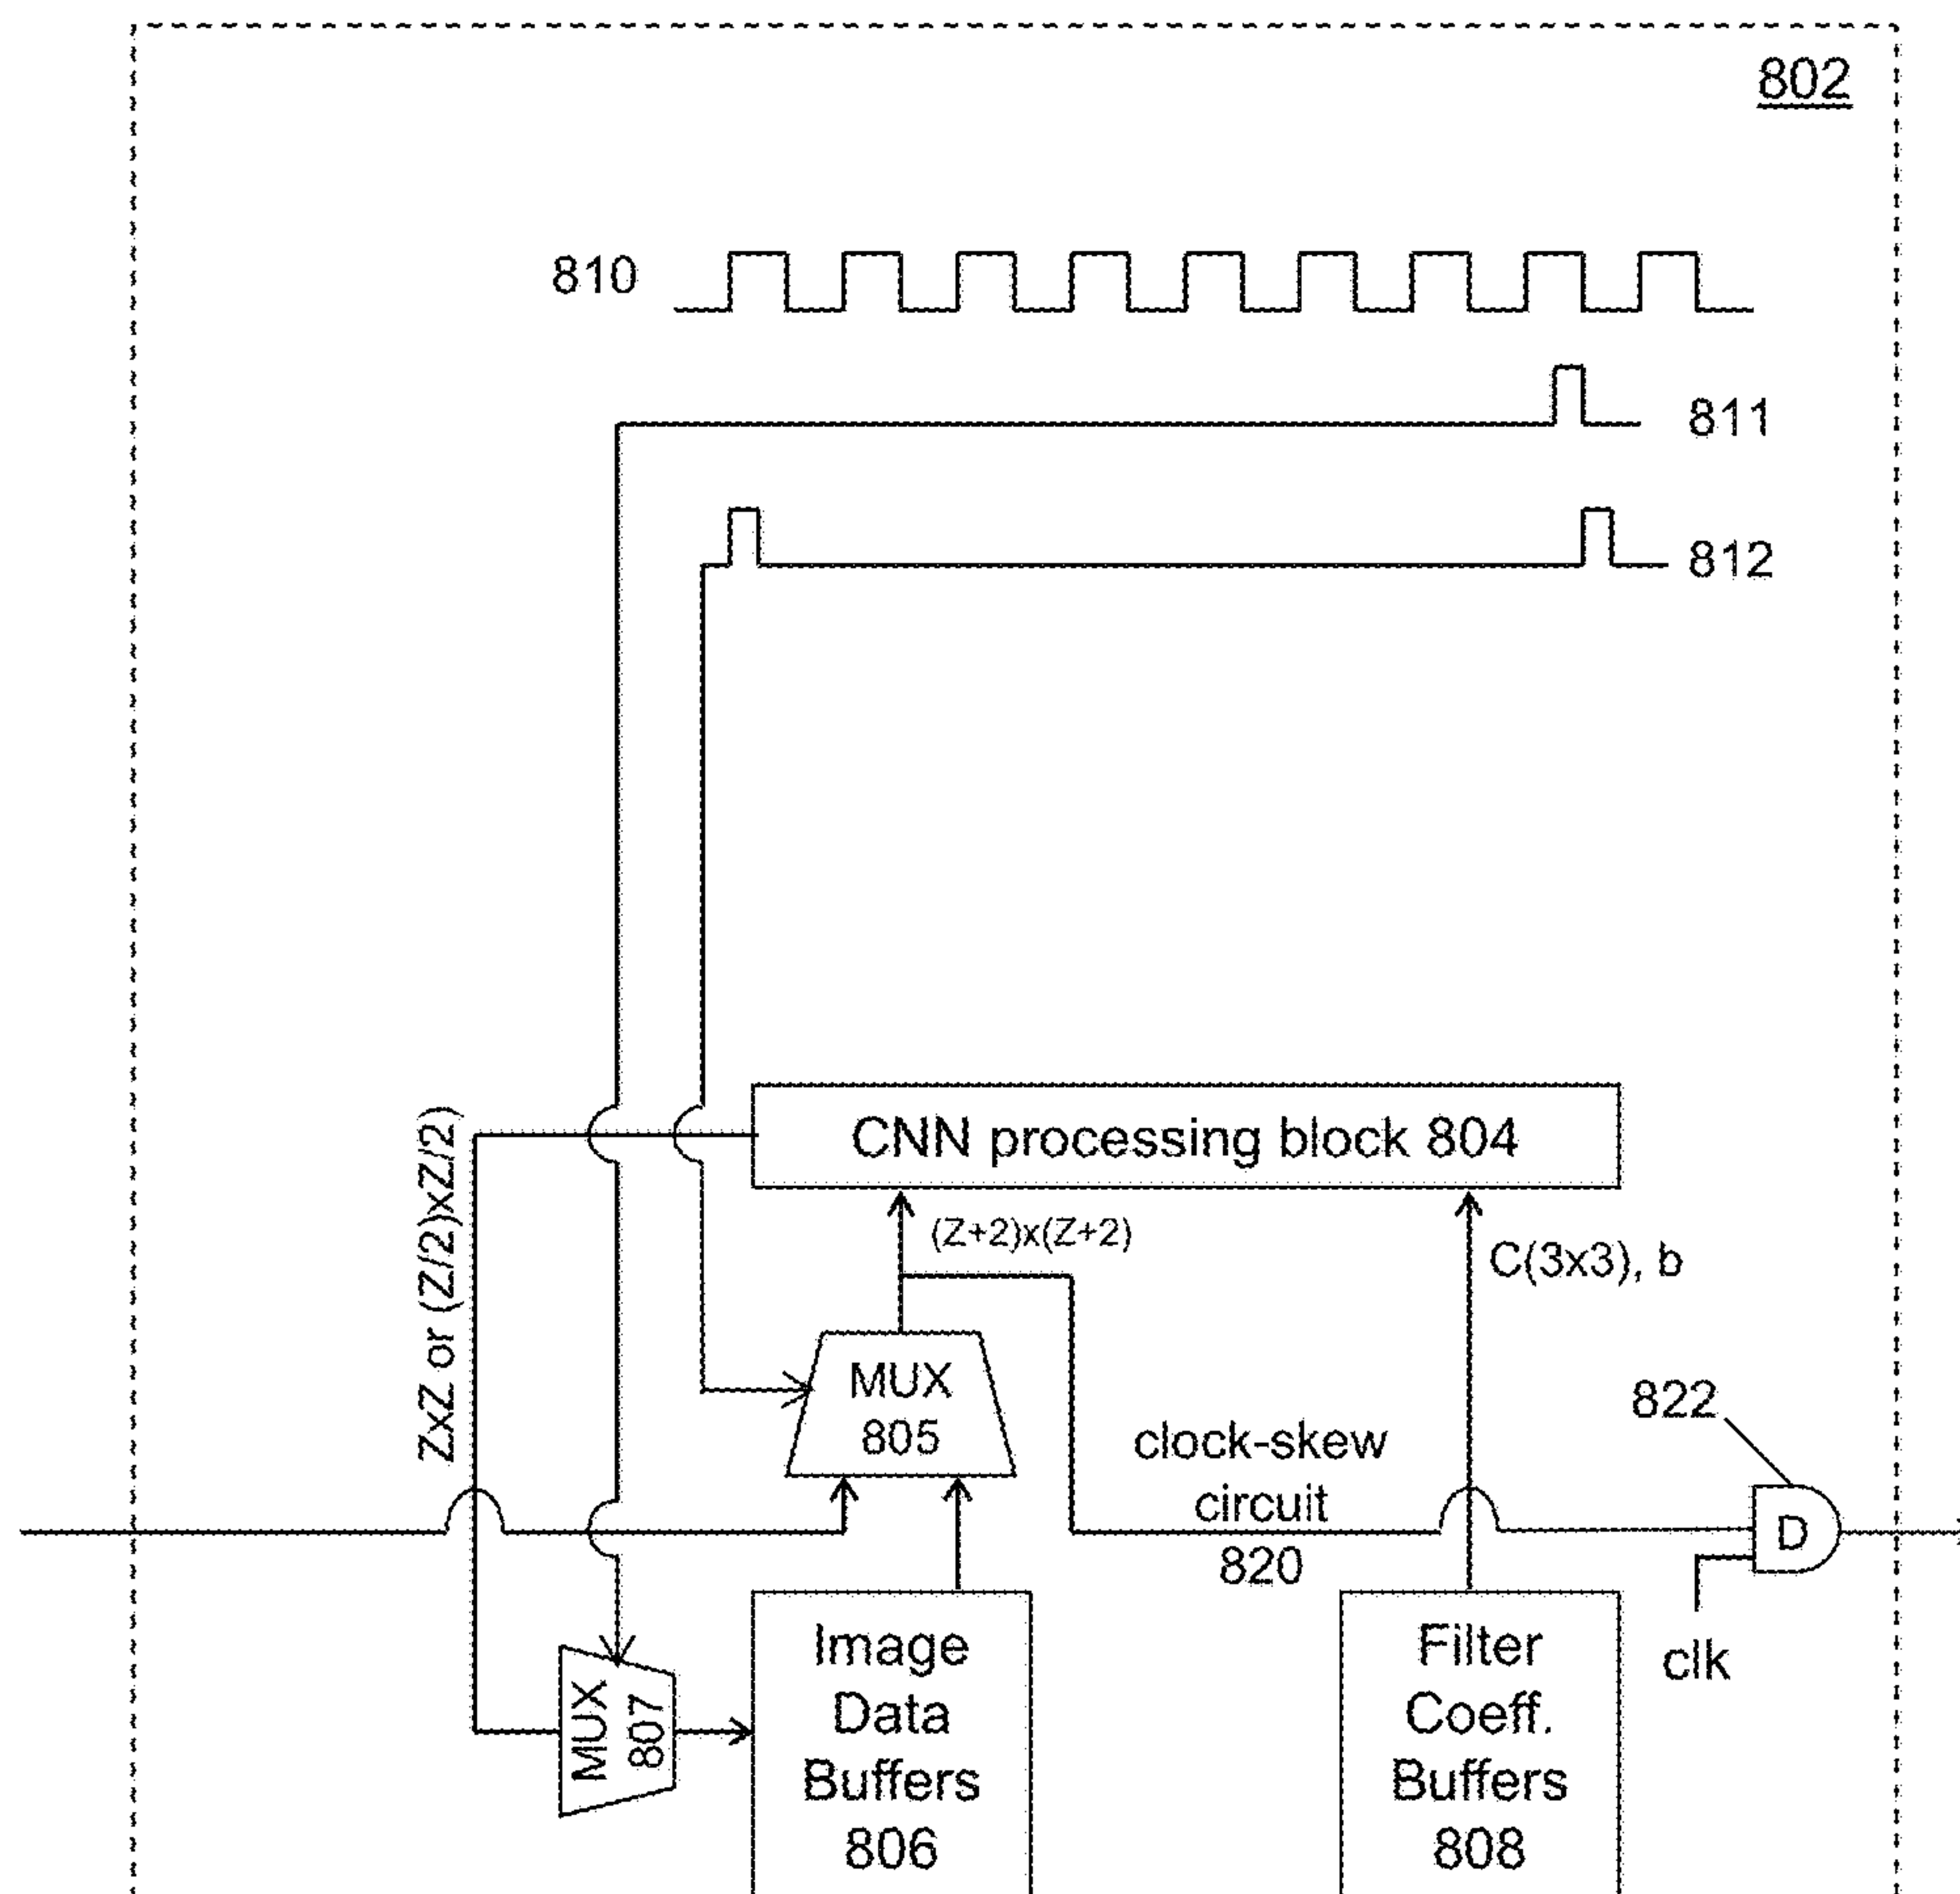 802
810
811
812
CNN processing block 804
ZxZ or (Z/2)xZ/2)
(Z+2)x(Z+2)
C(3x3), b
MUX
805
clock-skew
circuit
820
822
D
clk
MUX
807
Image
Data
Buffers
806
Filter
Coeff.
Buffers
808